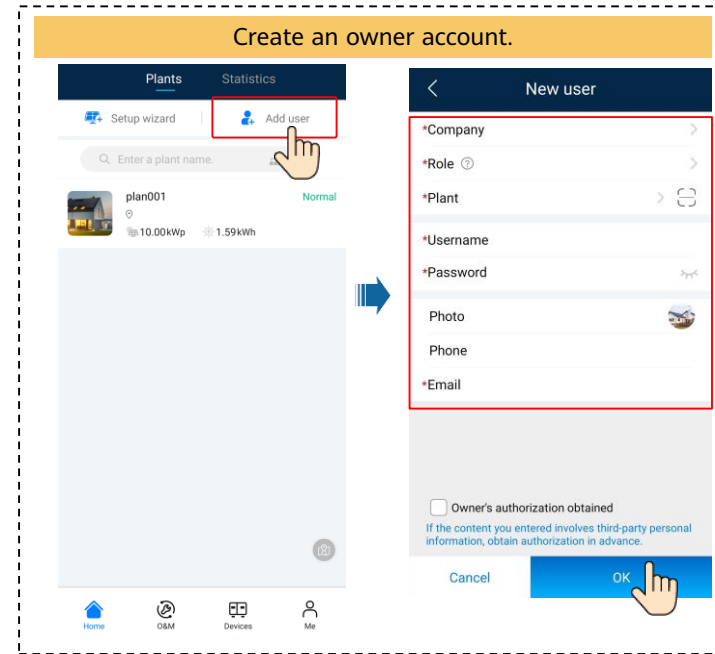 Create an owner account.
Plants Statistics
Setup wizard Add user
Enter a plant name.
plan001 Normal
10.00kWp 1.59kWh
Home O&M Devices Me
New user
*Company
*Role
*Plant
*Username
*Password
Photo
Phone
*Email
Owner's authorization obtained
If the content you entered involves third-party personal
information, obtain authorization in advance.
Cancel OK